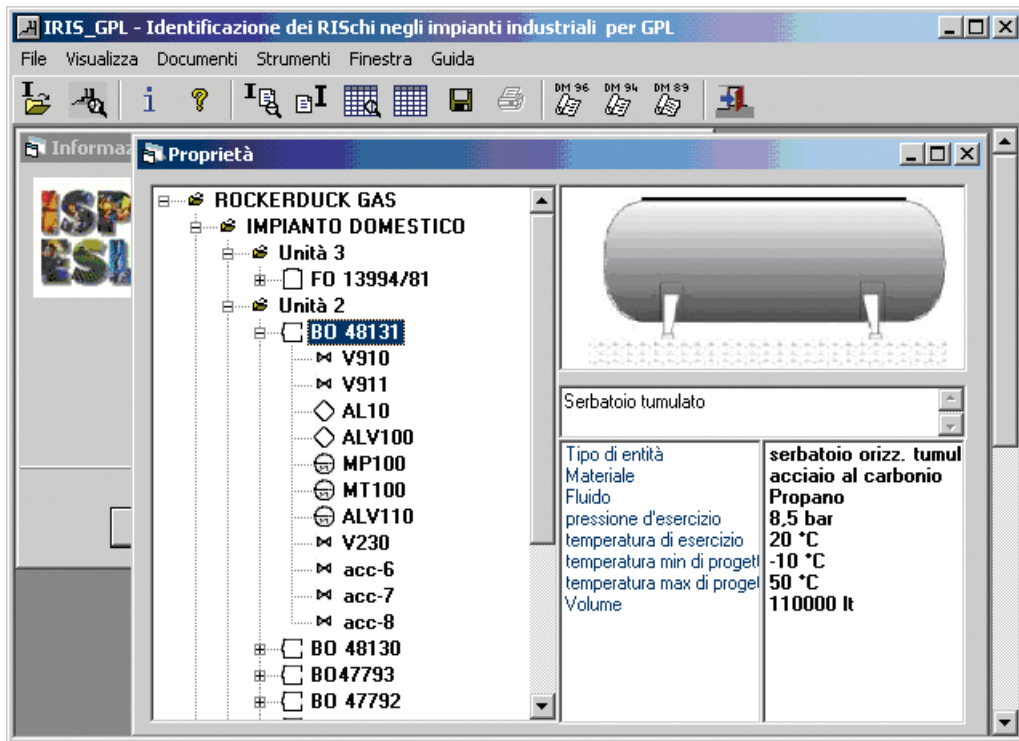 IRIS_GPL - Identificazione dei RISchi negli impianti industriali per GPL
File Visualizza Documenti Strumenti Finestra Guida
DM 96 DM 94 DM 89
Informaz
Proprietà
ISP
ESL
ROCKERDUCK GAS
IMPIANTO DOMESTICO
Unità 3
FO 13994/81
Unità 2
BO 48131
V910
V911
AL10
ALV100
MP100
MT100
ALV110
V230
acc-6
acc-7
acc-8
BO 48130
BO47793
BO 47792
Serbatoio tumulato
Tipo di entità serbatoio orizz. tumul
Materiale acciaio al carbonio
Fluido Propano
pressione d'esercizio 8,5 bar
temperatura di esercizio 20 °C
temperatura min di progett -10 °C
temperatura max di proget 50 °C
Volume 110000 lt